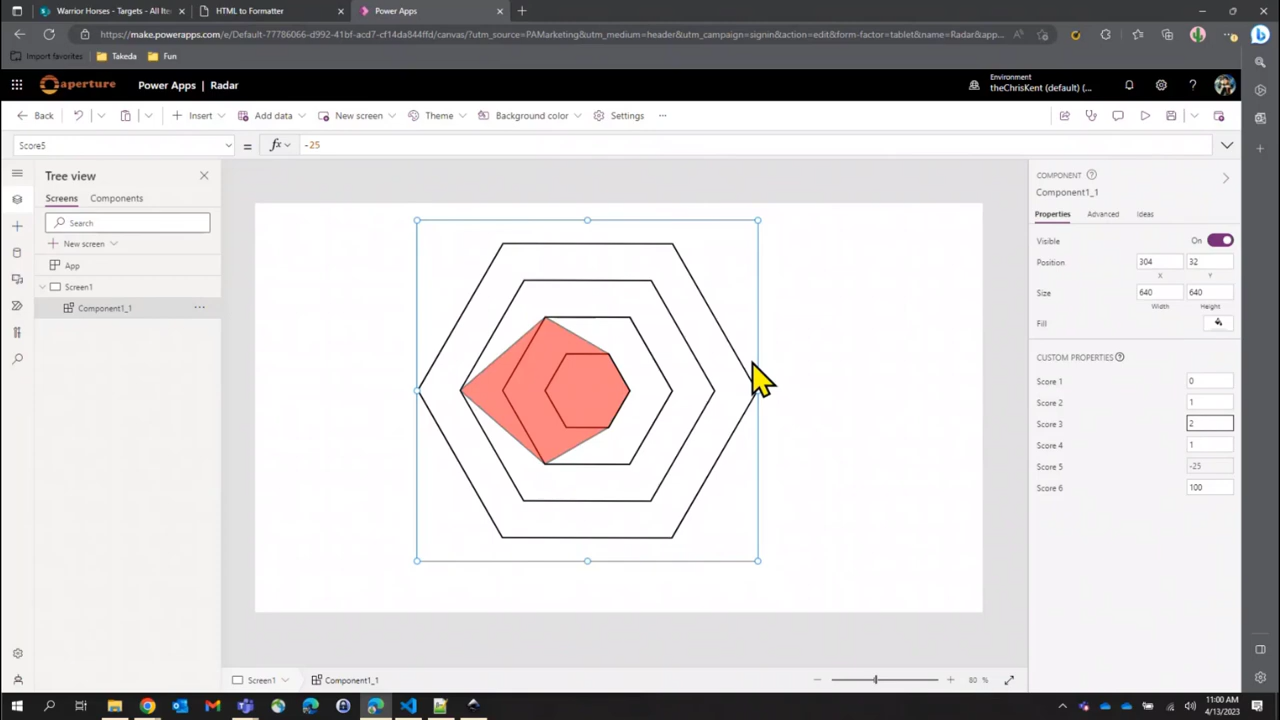 Warrior Horses - Targets - All It
HTML to Formatter
Power Apps
https://make.powerapps.com/e/Default-77786066-d992-41bf-acd7-cf14da844ffd/canvas/?utm_source=PAMarketing&utm_medium=header&utm_campaign=signin&action=edit&form-factor=tablet&name=Radar&app...
Import favorites
Takeda
Fun
aperture
Power Apps | Radar
Environment
theChrisKent (default) (...
Back
Insert
Add data
New screen
Theme
Background color
Settings
...
Score5
=
fx
-25
Tree view
Screens
Components
Search
New screen
App
Screen1
Component1_1
...
COMPONENT
Component1_1
Properties
Advanced
Ideas
Visible
On
Position
304
32
X
Y
Size
640
640
Width
Height
Fill
CUSTOM PROPERTIES
Score 1
0
Score 2
1
Score 3
2
Score 4
1
Score 5
-25
Score 6
100
Screen1
Component1_1
80 %
11:00 AM
4/13/2023